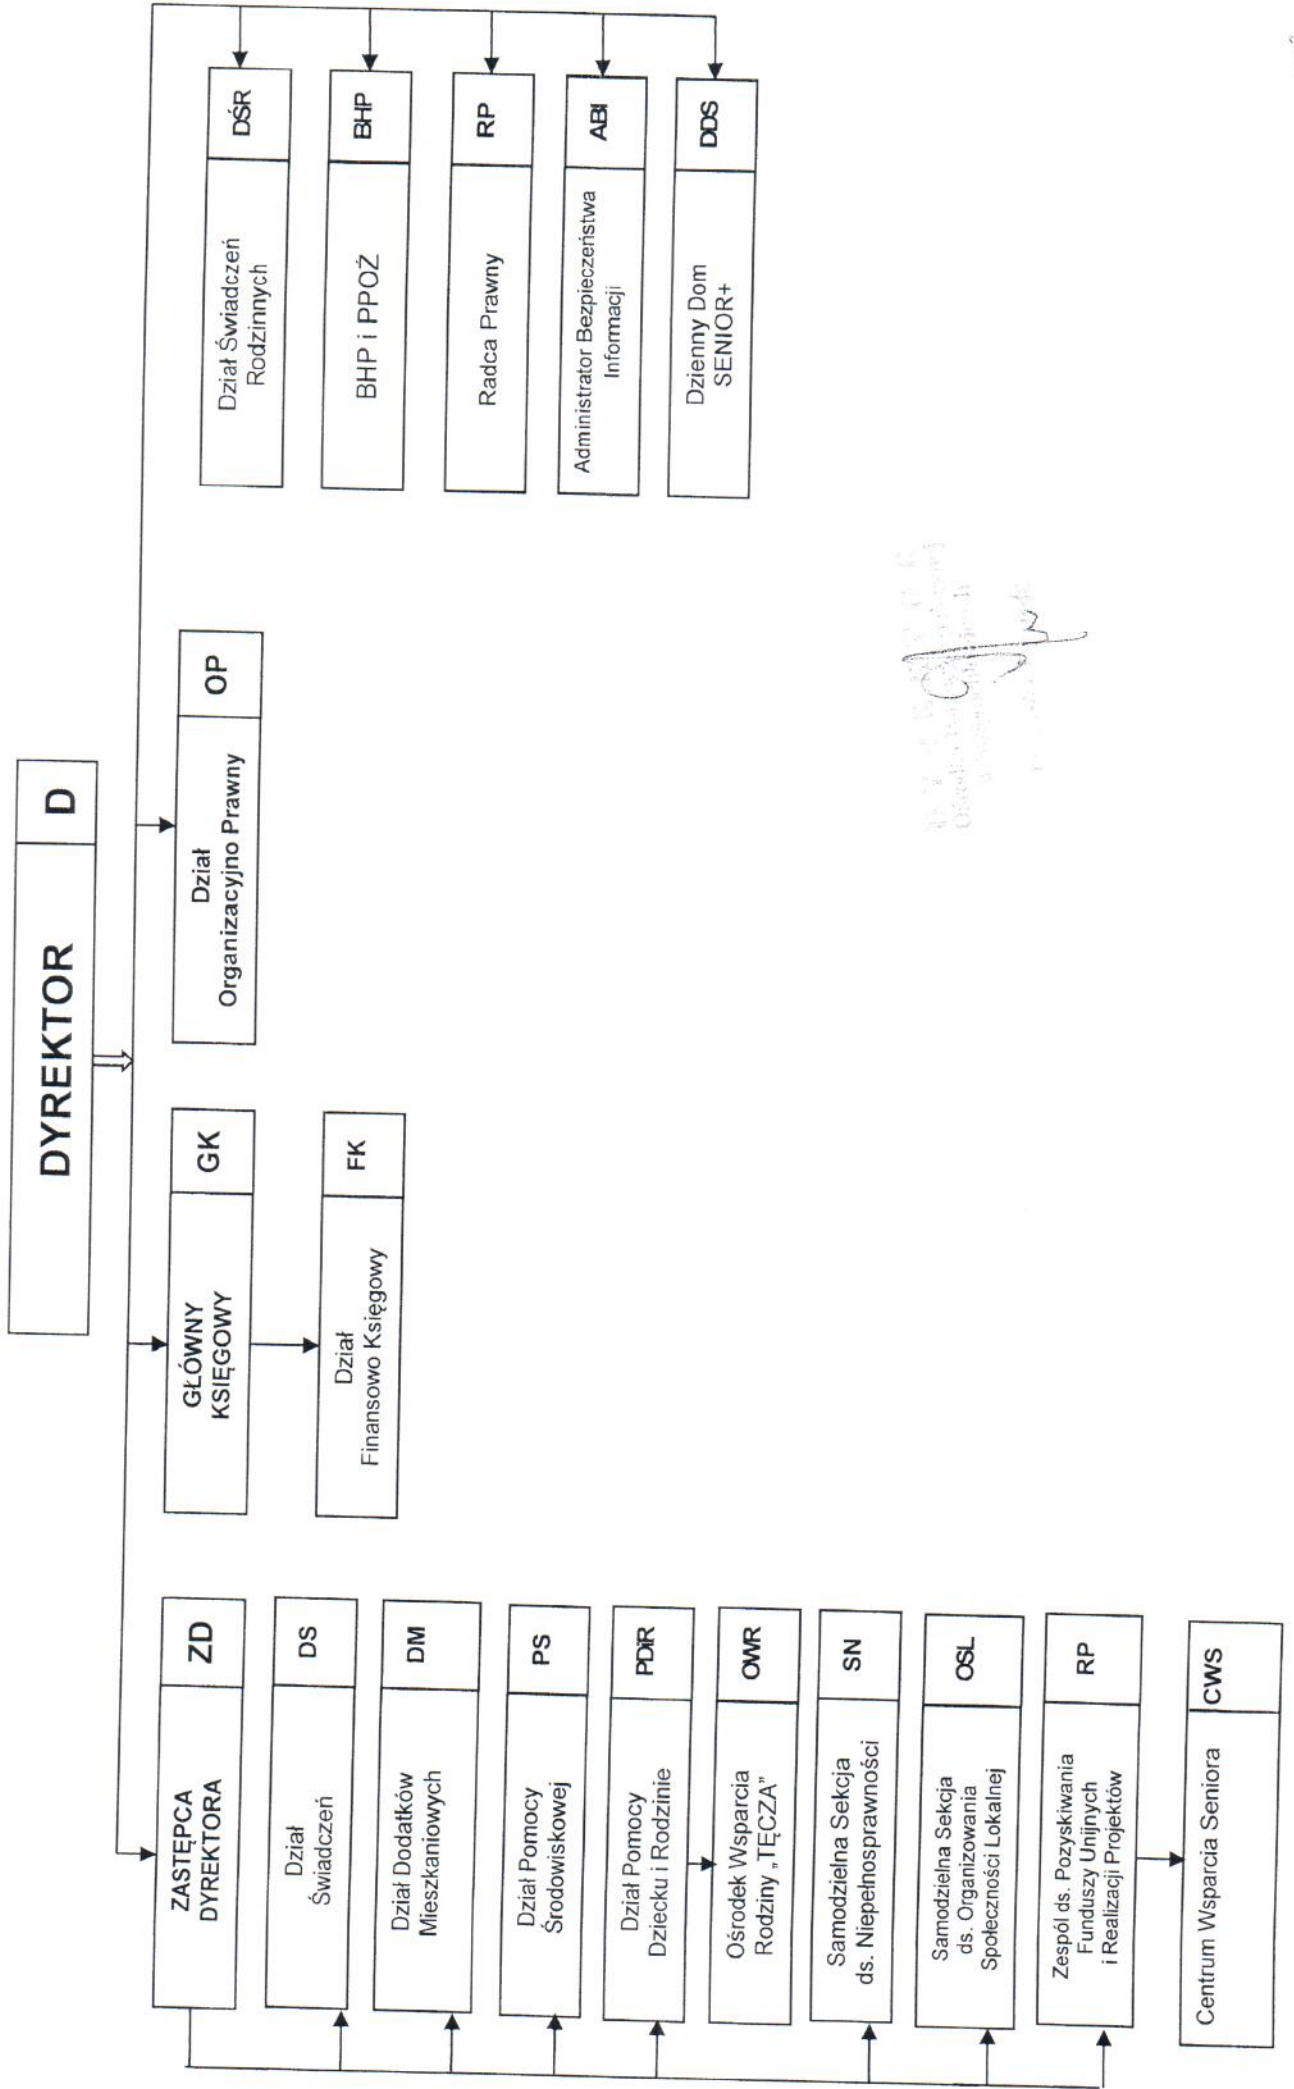 DYREKTOR
D
ZASTĘPCA
DYREKTORA
ZD
Dział
Świadczeń
DS
Dział Dodatków
Mieszkaniowych
DM
Dział Pomocy
Środowiskowej
PS
Dział Pomocy
Dziecku i Rodzinie
PDiR
Ośrodek Wsparcia
Rodziny „TĘCZA"
OWR
Samodzielna Sekcja
ds. Niepełnosprawności
SN
Samodzielna Sekcja
ds. Organizowania
Społeczności Lokalnej
OSL
Zespół ds. Pozyskiwania
Funduszy Unijnych
i Realizacji Projektów
RP
Centrum Wsparcia Seniora
CWS
GŁÓWNY
KSIĘGOWY
GK
Dział
Finansowo Księgowy
FK
Dział
Organizacyjno Prawny
OP
Dział Świadczeń
Rodzinnych
DŚR
BHP i PPOŻ
BHP
Radca Prawny
RP
Administrator Bezpieczeństwa
Informacji
ABI
Dzienny Dom
SENIOR+
DDS